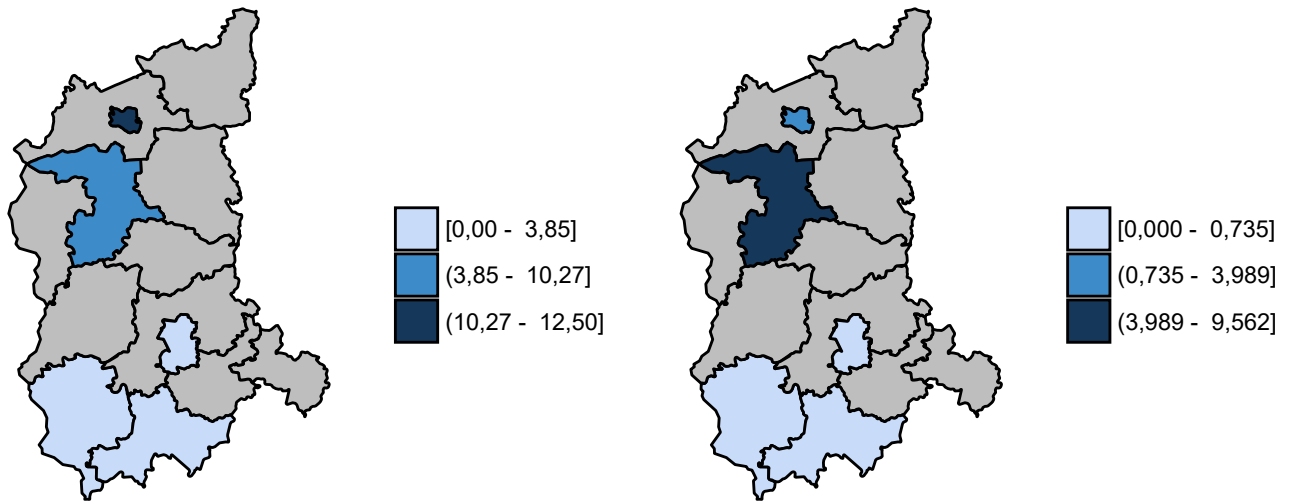 [0,00 - 3,85]
(3,85 - 10,27]
(10,27 - 12,50]
[0,000 - 0,735]
(0,735 - 3,989]
(3,989 - 9,562]